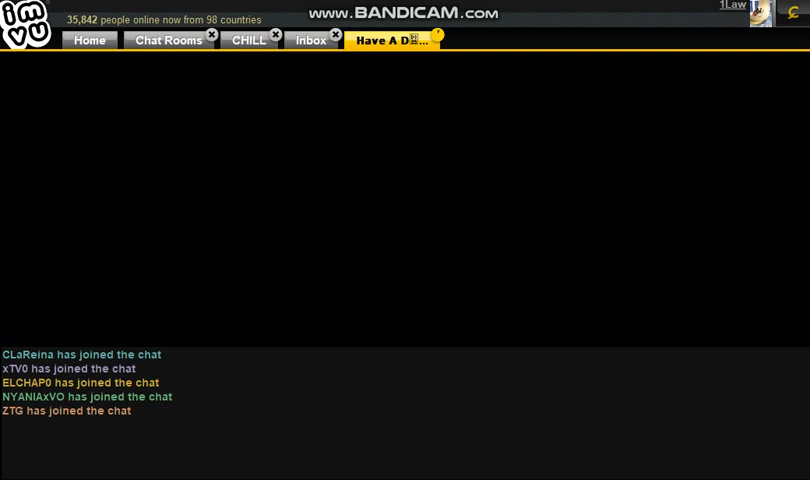 imvu
35,842 people online now from 98 countries
www.BANDICAM.com
1Law
Home
Chat Rooms
CHILL
Inbox
Have A D
CLaReina has joined the chat
xTV0 has joined the chat
ELCHAP0 has joined the chat
NYANIAxVO has joined the chat
ZTG has joined the chat